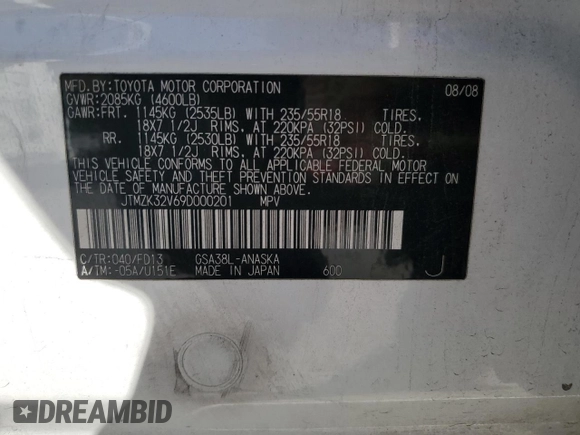 MFD.BY:TOYOTA MOTOR CORPORATION 08/08
GVWR:2085KG (4600LB)
GAWR:FRT. 1145KG (2535LB) WITH 235/55R18 TIRES.
18X7 1/2J RIMS. AT 220KPA (32PSI) COLD.
RR. 1145KG (2530LB) WITH 235/55R18 TIRES.
18X7 1/2J RIMS. AT 220KPA (32PSI) COLD.
THIS VEHICLE CONFORMS TO ALL APPLICABLE FEDERAL MOTOR
VEHICLE SAFETY AND THEFT PREVENTION STANDARDS IN EFFECT ON
THE DATE OF MANUFACTURE SHOWN ABOVE.
JTMZK32V69D000201 MPV
C/TR:040/FD13 GSA38L-ANASKA
A/TM:-05A/U151E MADE IN JAPAN 600 J
DREAMBID